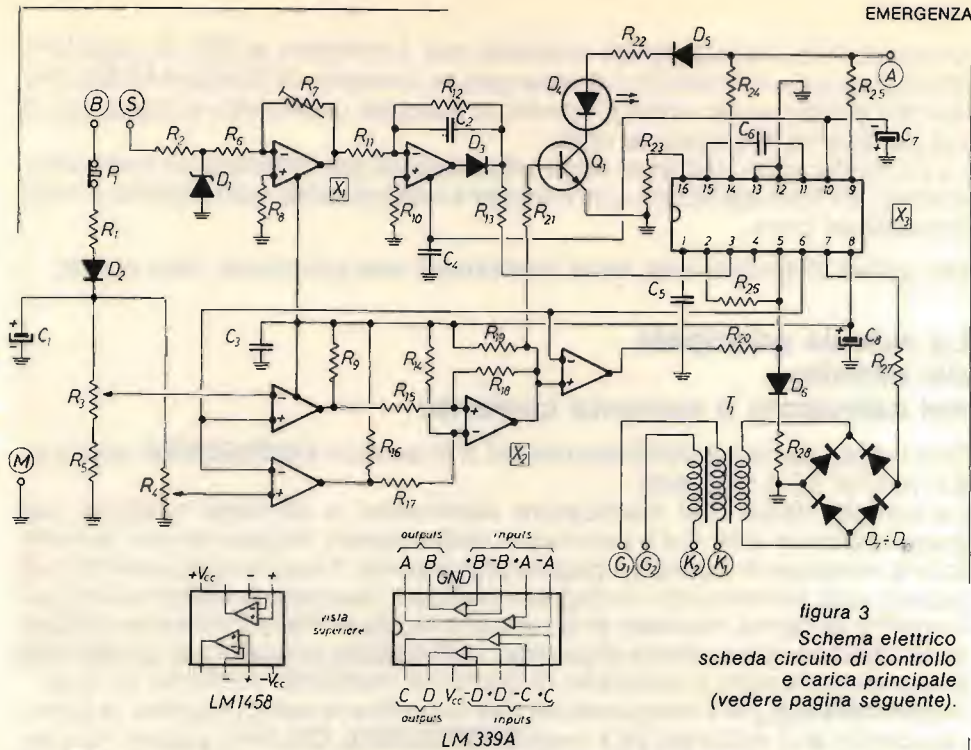 EMERGENZA
B
S
R2
R6
R7
R12
C2
R22
D5
A
D4
R24
R25
P1
D1
R8
X1
R11
R10
D3
R13
C4
Q1
R21
R23
C6
C7
16 15 14 13 12 11 10 9
X3
1 2 3 4 5 6 7 8
R1
D2
C1
C5
R26
C3
R9
R14
R19
R18
R20
C8
R27
D6
R3
R5
R4
M
R15
R16
R17
X2
T1
R28
D7÷D10
G1 G2 K2 K1
outputs inputs
A B +B -B +A -A
GND
+Vcc - +
- + -Vcc
LM1458
vista
superiore
C D Vcc -D +D -C +C
outputs inputs
LM 339A
figura 3
Schema elettrico
scheda circuito di controllo
e carica principale
(vedere pagina seguente).